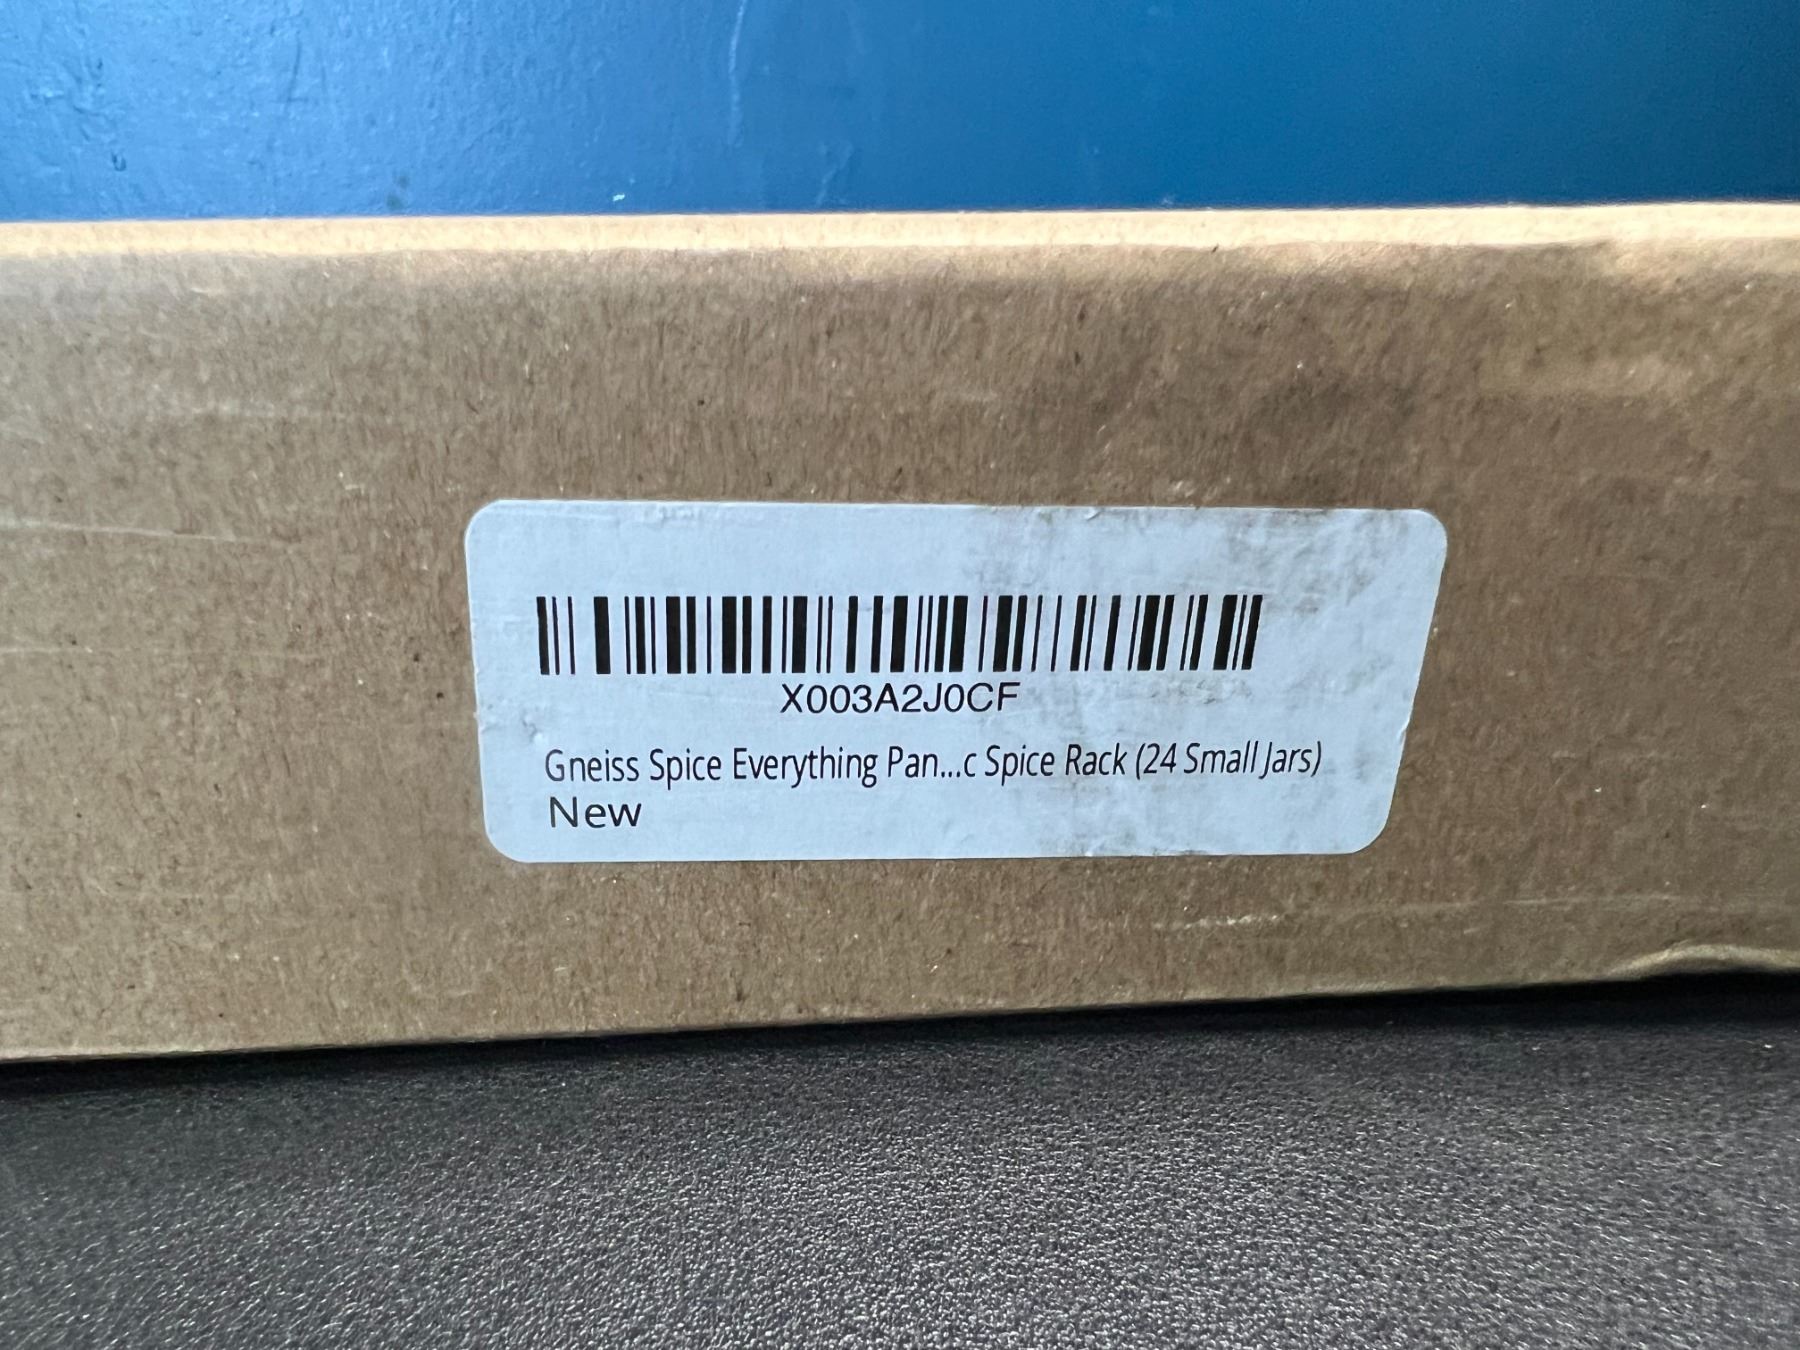 X003A2J0CF
Gneiss Spice Everything Pan...c Spice Rack (24 Small Jars)
New